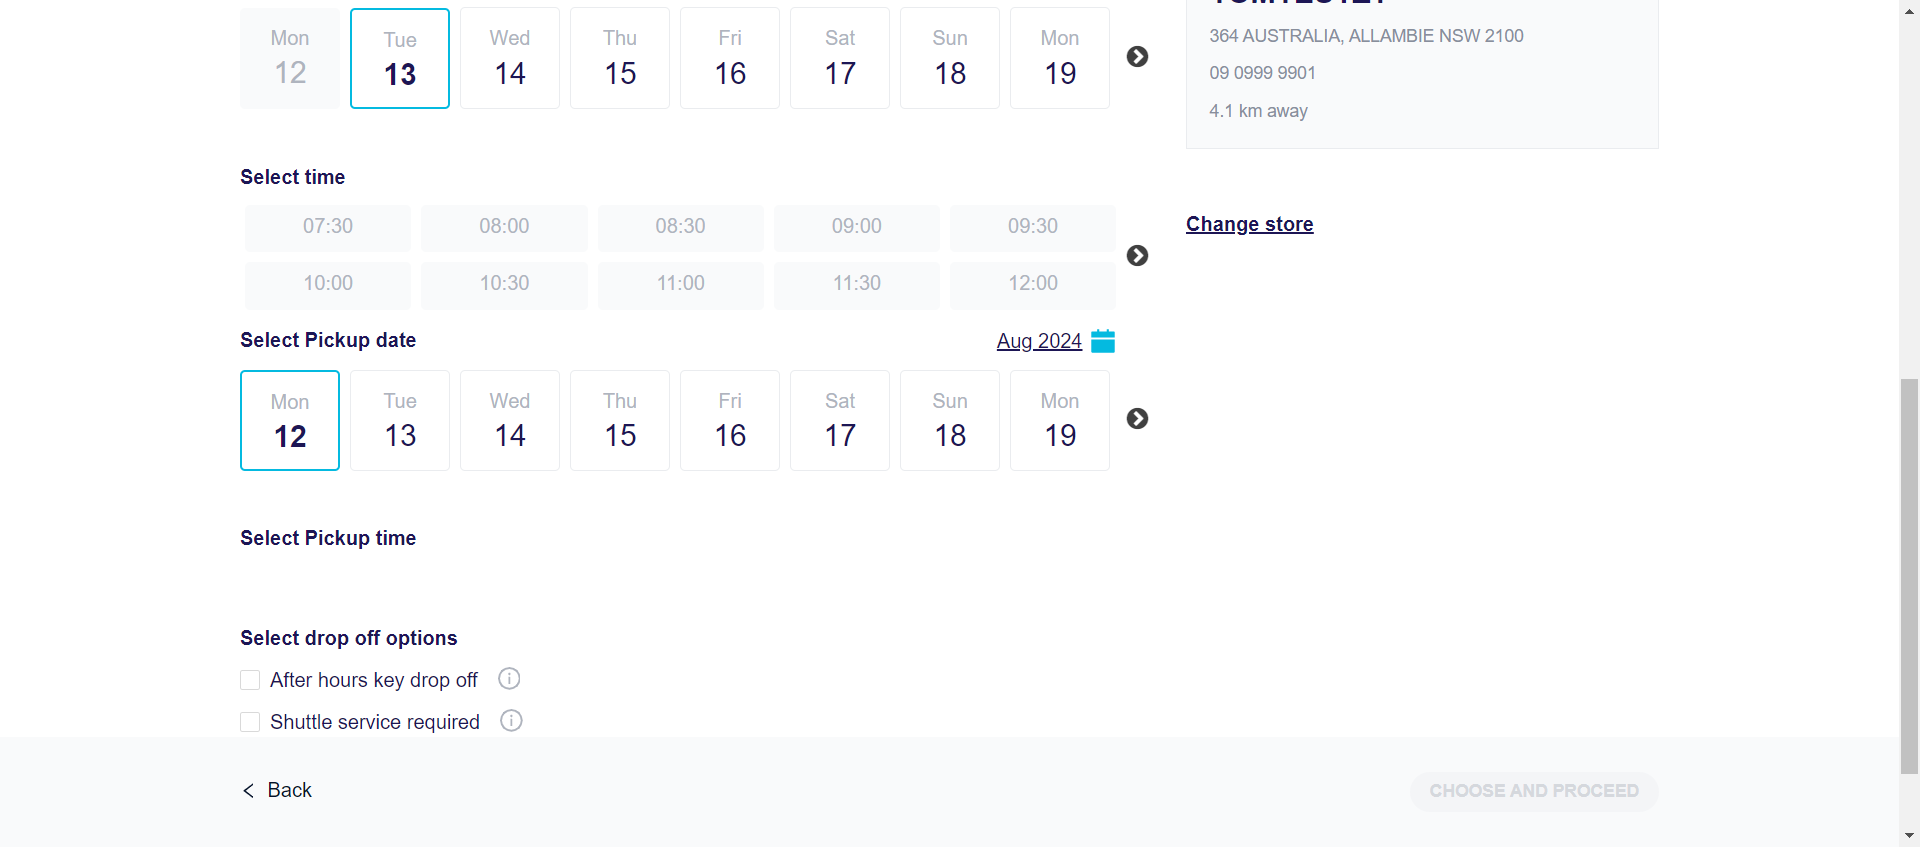 Mon Tue Wed Thu Fri Sat Sun Mon
12 13 14 15 16 17 18 19
364 AUSTRALIA, ALLAMBIE NSW 2100
09 0999 9901
4.1 km away
Select time
07:30 08:00 08:30 09:00 09:30
10:00 10:30 11:00 11:30 12:00
Change store
Select Pickup date Aug 2024
Mon Tue Wed Thu Fri Sat Sun Mon
12 13 14 15 16 17 18 19
Select Pickup time
Select drop off options
After hours key drop off
Shuttle service required
Back
CHOOSE AND PROCEED